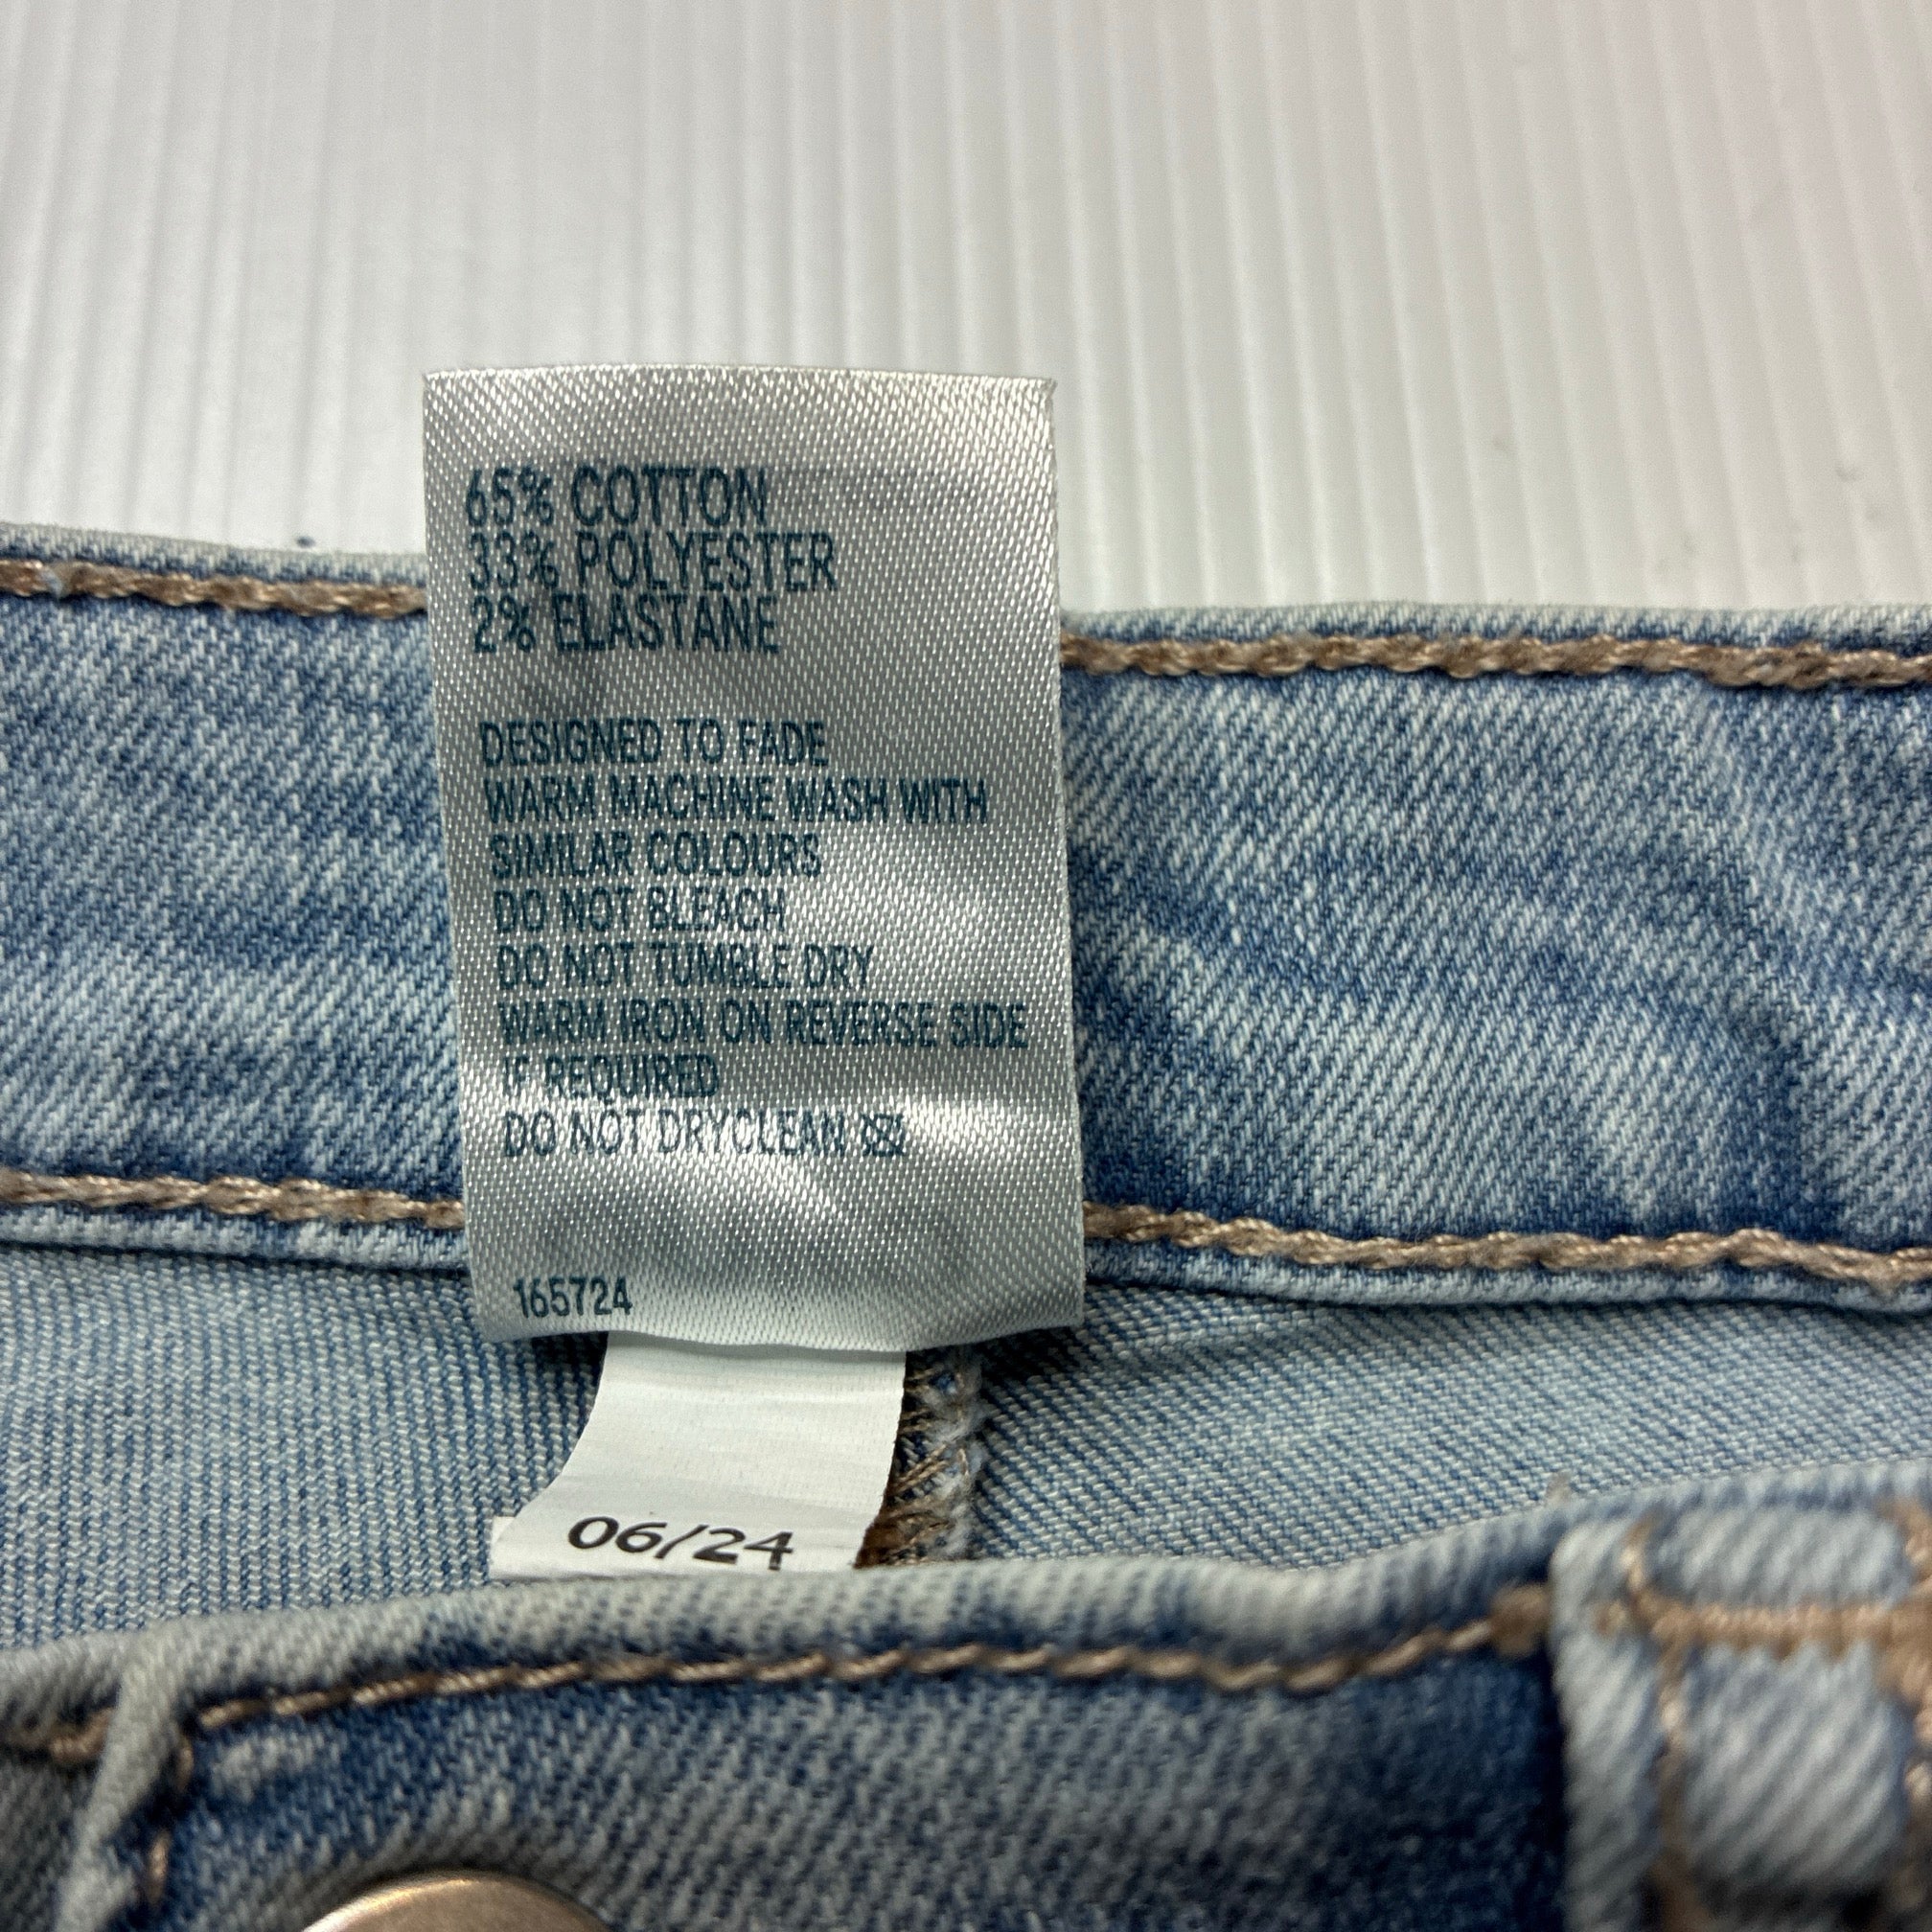 65% COTTON
33% POLYESTER
2% ELASTANE
DESIGNED TO FADE
WARM MACHINE WASH WITH
SIMILAR COLOURS
DO NOT BLEACH
DO NOT TUMBLE DRY
WARM IRON ON REVERSE SIDE
IF REQUIRED
DO NOT DRYCLEAN
165724
06/24